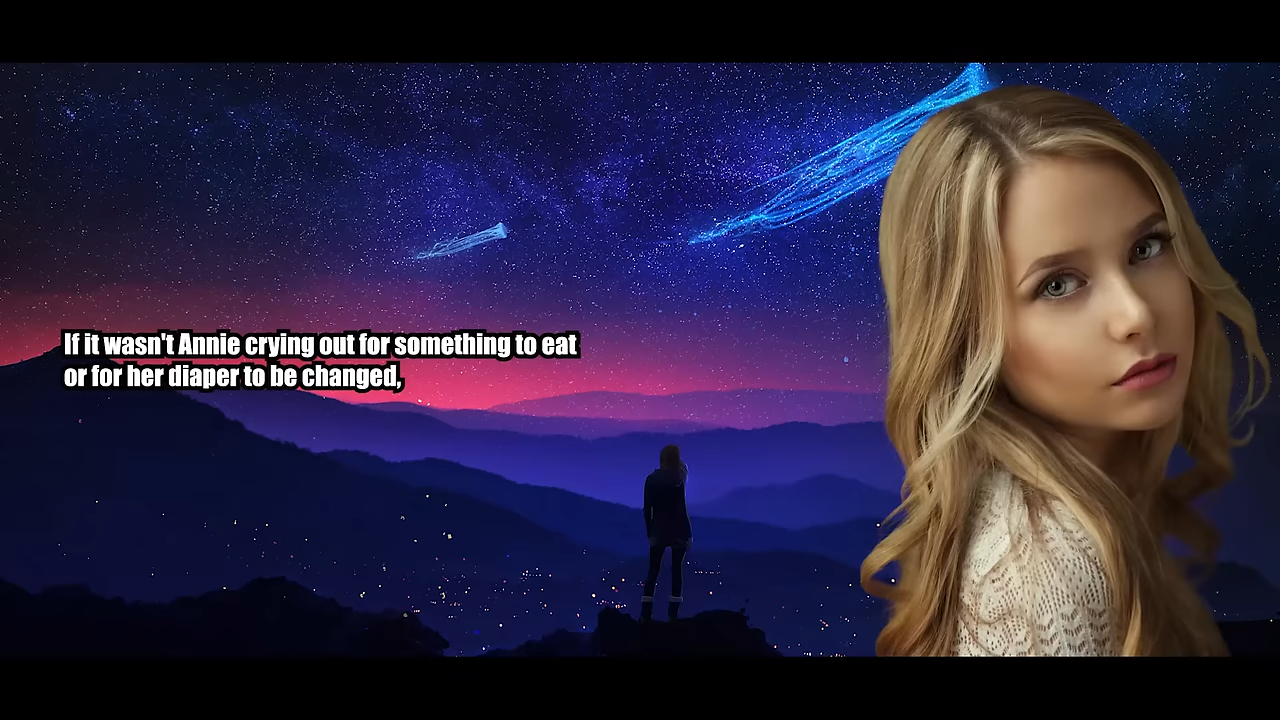 If it wasn't Annie crying out for something to eat
or for her diaper to be changed,